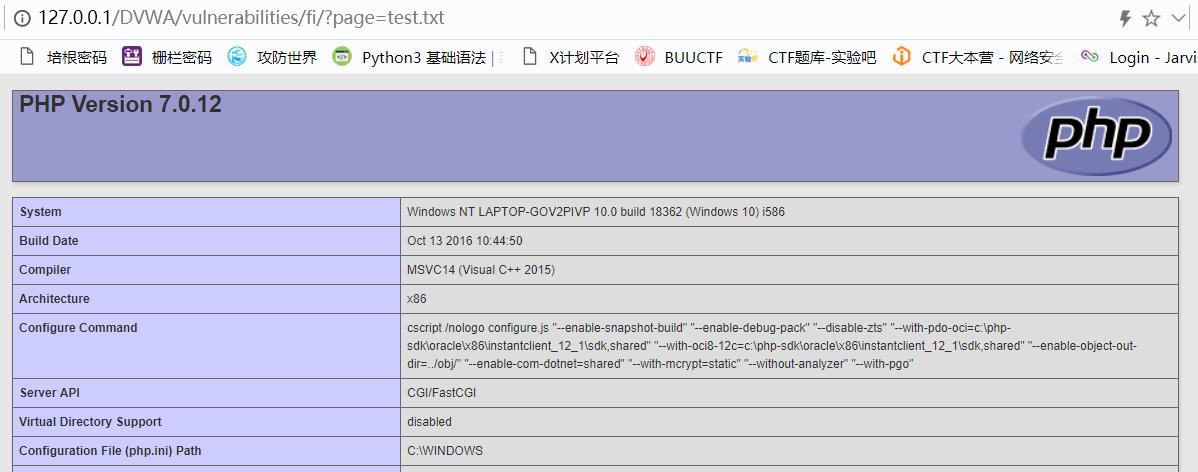 127.0.0.1/DVWA/vulnerabilities/fi/?page=test.txt
培根密码 栅栏密码 攻防世界 Python3 基础语法 | X计划平台 BUUCTF 实验吧 CTF题库-实验吧 CTF大本营 - 网络安全 Login - Jarvi
PHP Version 7.0.12
php
System Windows NT LAPTOP-GOV2PIVP 10.0 build 18362 (Windows 10) i586
Build Date Oct 13 2016 10:44:50
Compiler MSVC14 (Visual C++ 2015)
Architecture x86
Configure Command cscript /nologo configure.js "--enable-snapshot-build" "--enable-debug-pack" "--disable-zts" "--with-pdo-oci=c:\php-
sdk\oracle\x86\instantclient_12_1\sdk,shared" "--with-oci8-12c=c:\php-sdk\oracle\x86\instantclient_12_1\sdk,shared" "--enable-object-out-
dir=../obj/" "--enable-com-dotnet=shared" "--with-mcrypt=static" "--without-analyzer" "--with-pgo"
Server API CGI/FastCGI
Virtual Directory Support disabled
Configuration File (php.ini) Path C:\WINDOWS